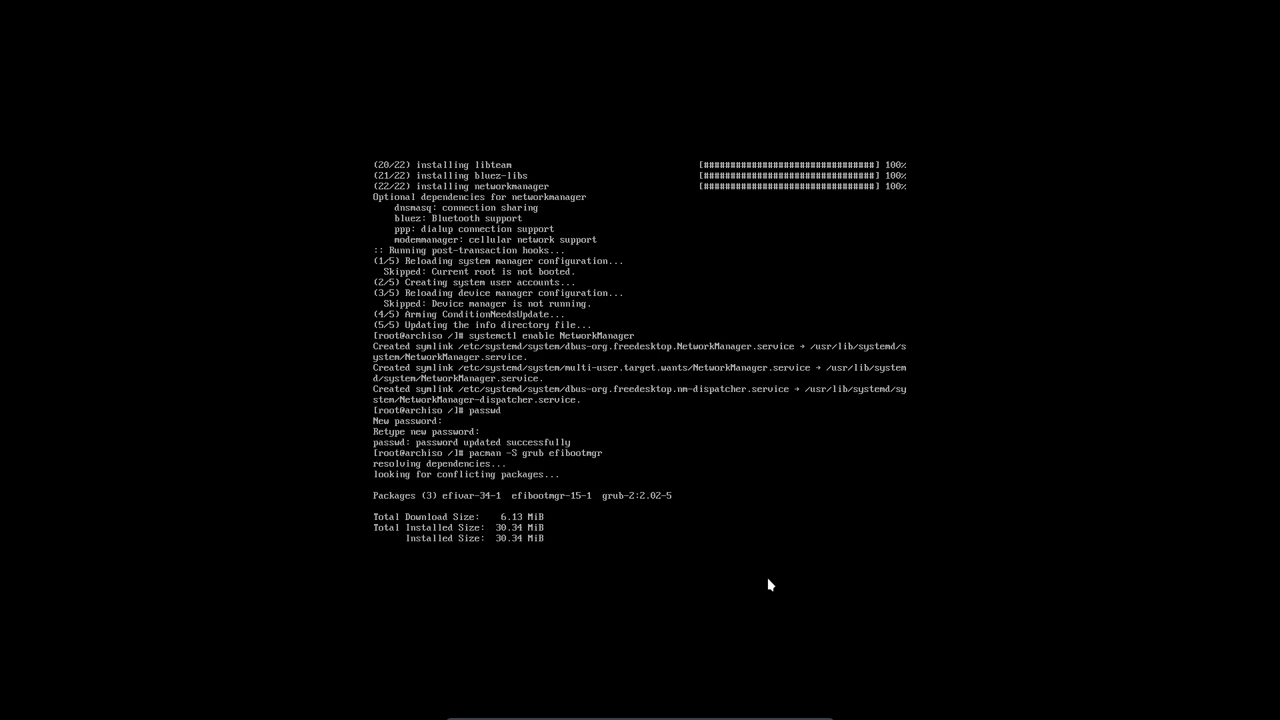 (20/22) installing libteam [################################] 100%
(21/22) installing bluez-libs [################################] 100%
(22/22) installing networkmanager [################################] 100%
Optional dependencies for networkmanager
dnsmasq: connection sharing
bluez: Bluetooth support
ppp: dialup connection support
modemmanager: cellular network support
:: Running post-transaction hooks...
(1/5) Reloading system manager configuration...
Skipped: Current root is not booted.
(2/5) Creating system user accounts...
(3/5) Reloading device manager configuration...
Skipped: Device manager is not running.
(4/5) Arming ConditionNeedsUpdate...
(5/5) Updating the info directory file...
[root@archiso /]# systemctl enable NetworkManager
Created symlink /etc/systemd/system/dbus-org.freedesktop.NetworkManager.service → /usr/lib/systemd/s
ystem/NetworkManager.service.
Created symlink /etc/systemd/system/multi-user.target.wants/NetworkManager.service → /usr/lib/system
d/system/NetworkManager.service.
Created symlink /etc/systemd/system/dbus-org.freedesktop.nm-dispatcher.service → /usr/lib/systemd/sy
stem/NetworkManager-dispatcher.service.
[root@archiso /]# passwd
New password:
Retype new password:
passwd: password updated successfully
[root@archiso /]# pacman -S grub efibootmgr
resolving dependencies...
looking for conflicting packages...
Packages (3) efivar-34-1 efibootmgr-15-1 grub-2:2.02-5
Total Download Size: 6.13 MiB
Total Installed Size: 30.34 MiB
Installed Size: 30.34 MiB